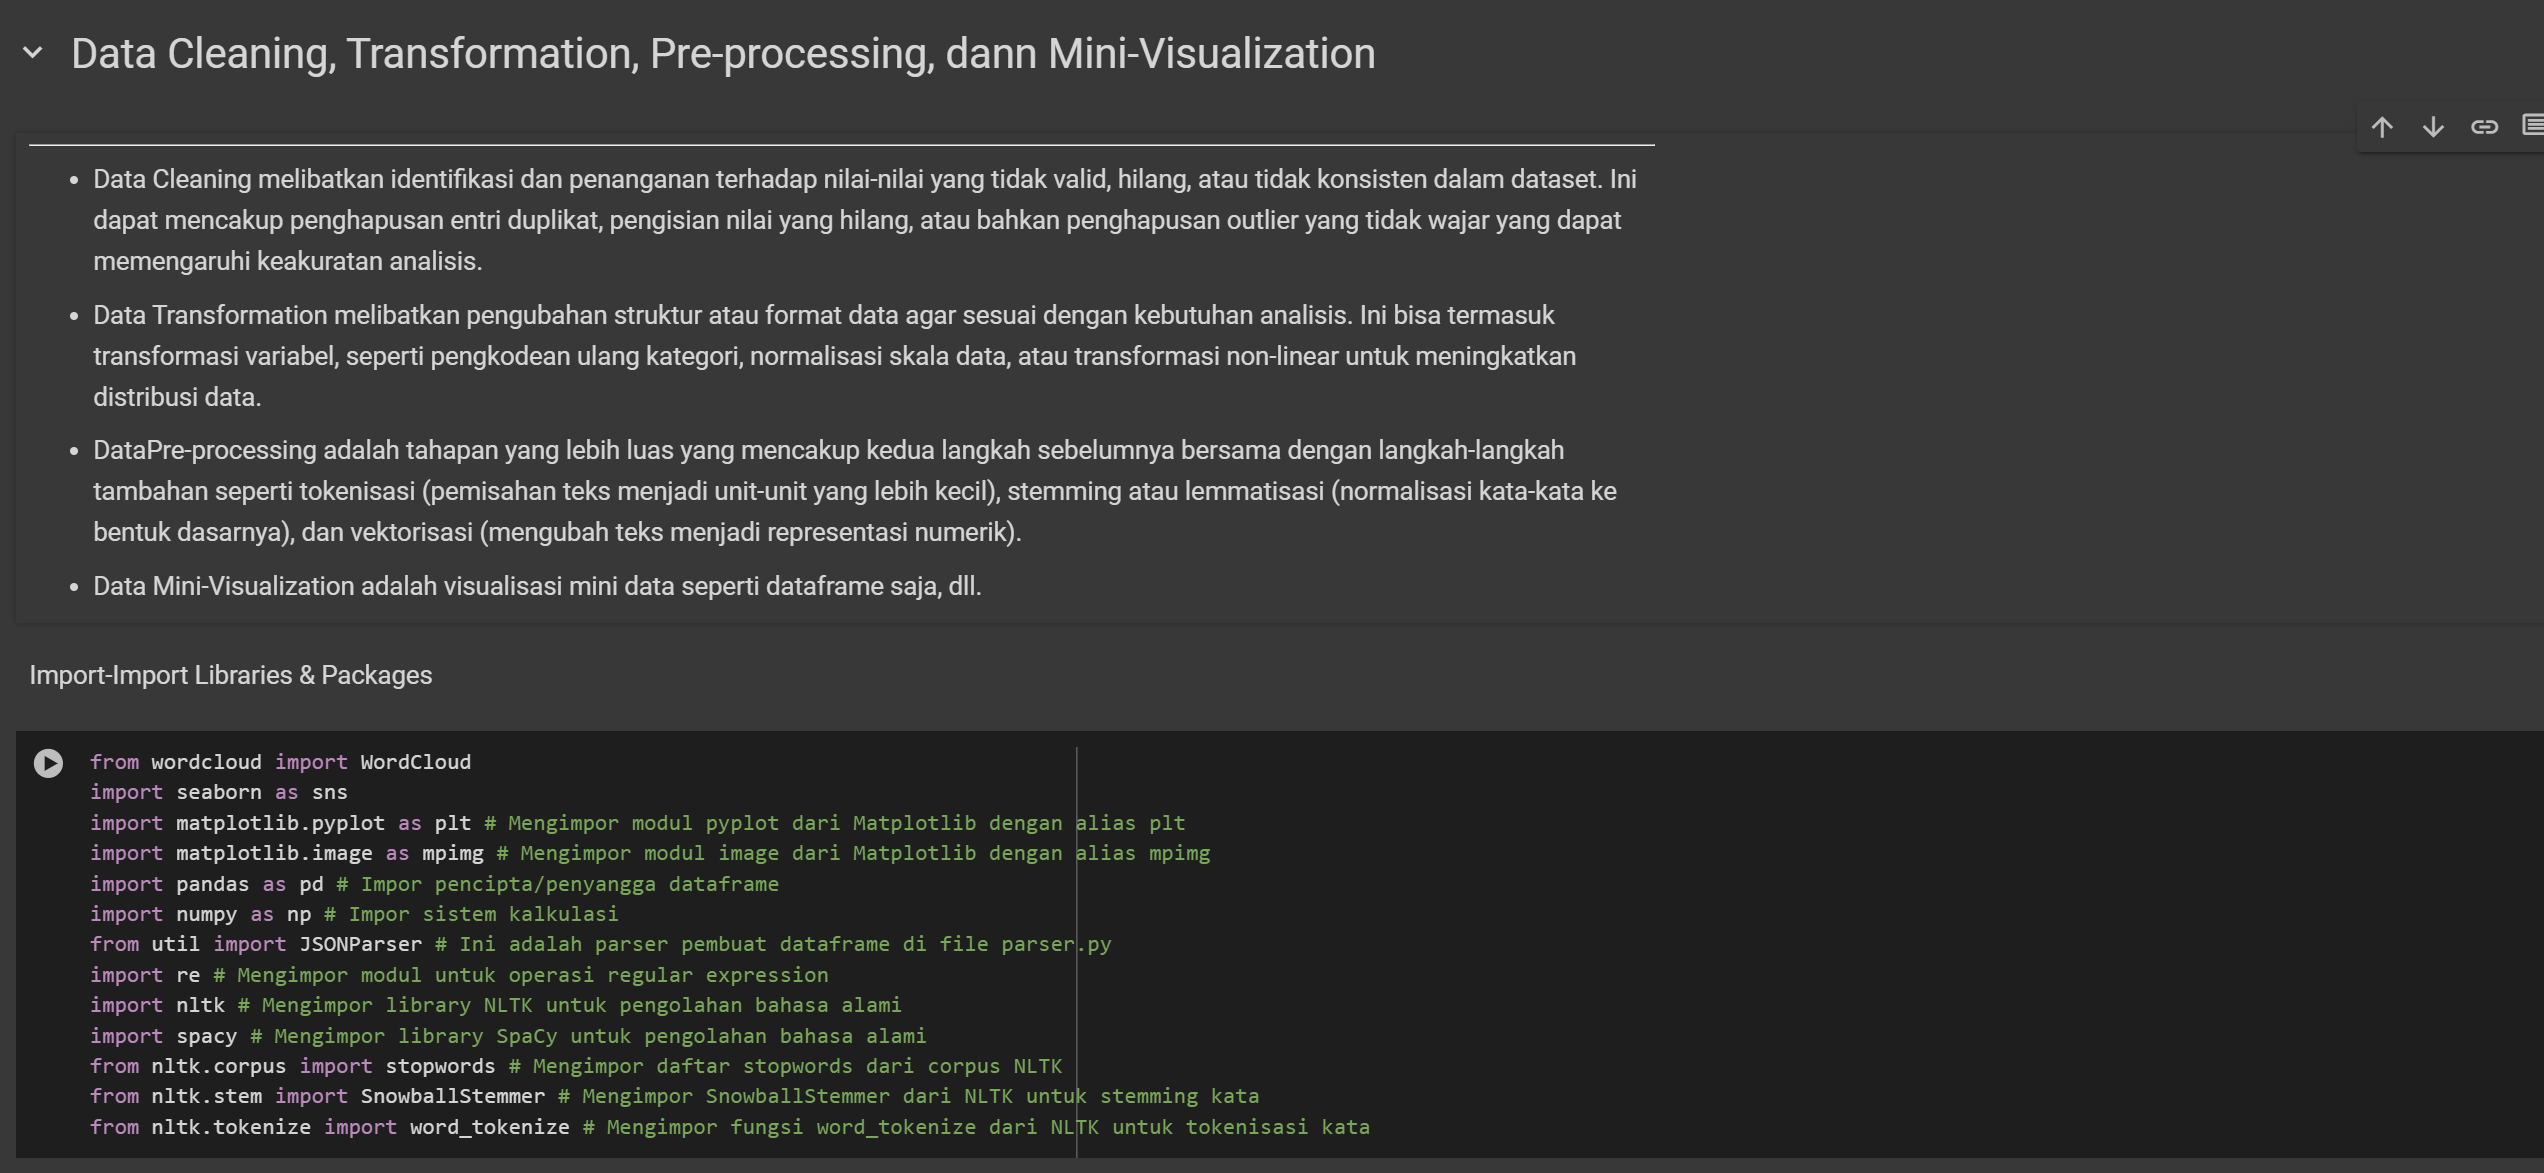 Data Cleaning, Transformation, Pre-processing, dann Mini-Visualization
• Data Cleaning melibatkan identifikasi dan penanganan terhadap nilai-nilai yang tidak valid, hilang, atau tidak konsisten dalam dataset. Ini
dapat mencakup penghapusan entri duplikat, pengisian nilai yang hilang, atau bahkan penghapusan outlier yang tidak wajar yang dapat
memengaruhi keakuratan analisis.
• Data Transformation melibatkan pengubahan struktur atau format data agar sesuai dengan kebutuhan analisis. Ini bisa termasuk
transformasi variabel, seperti pengkodean ulang kategori, normalisasi skala data, atau transformasi non-linear untuk meningkatkan
distribusi data.
• DataPre-processing adalah tahapan yang lebih luas yang mencakup kedua langkah sebelumnya bersama dengan langkah-langkah
tambahan seperti tokenisasi (pemisahan teks menjadi unit-unit yang lebih kecil), stemming atau lemmatisasi (normalisasi kata-kata ke
bentuk dasarnya), dan vektorisasi (mengubah teks menjadi representasi numerik).
• Data Mini-Visualization adalah visualisasi mini data seperti dataframe saja, dll.
Import-Import Libraries & Packages
from wordcloud import WordCloud
import seaborn as sns
import matplotlib.pyplot as plt # Mengimpor modul pyplot dari Matplotlib dengan alias plt
import matplotlib.image as mpimg # Mengimpor modul image dari Matplotlib dengan alias mpimg
import pandas as pd # Impor pencipta/penyangga dataframe
import numpy as np # Impor sistem kalkulasi
from util import JSONParser # Ini adalah parser pembuat dataframe di file parser.py
import re # Mengimpor modul untuk operasi regular expression
import nltk # Mengimpor library NLTK untuk pengolahan bahasa alami
import spacy # Mengimpor library SpaCy untuk pengolahan bahasa alami
from nltk.corpus import stopwords # Mengimpor daftar stopwords dari corpus NLTK
from nltk.stem import SnowballStemmer # Mengimpor SnowballStemmer dari NLTK untuk stemming kata
from nltk.tokenize import word_tokenize # Mengimpor fungsi word_tokenize dari NLTK untuk tokenisasi kata